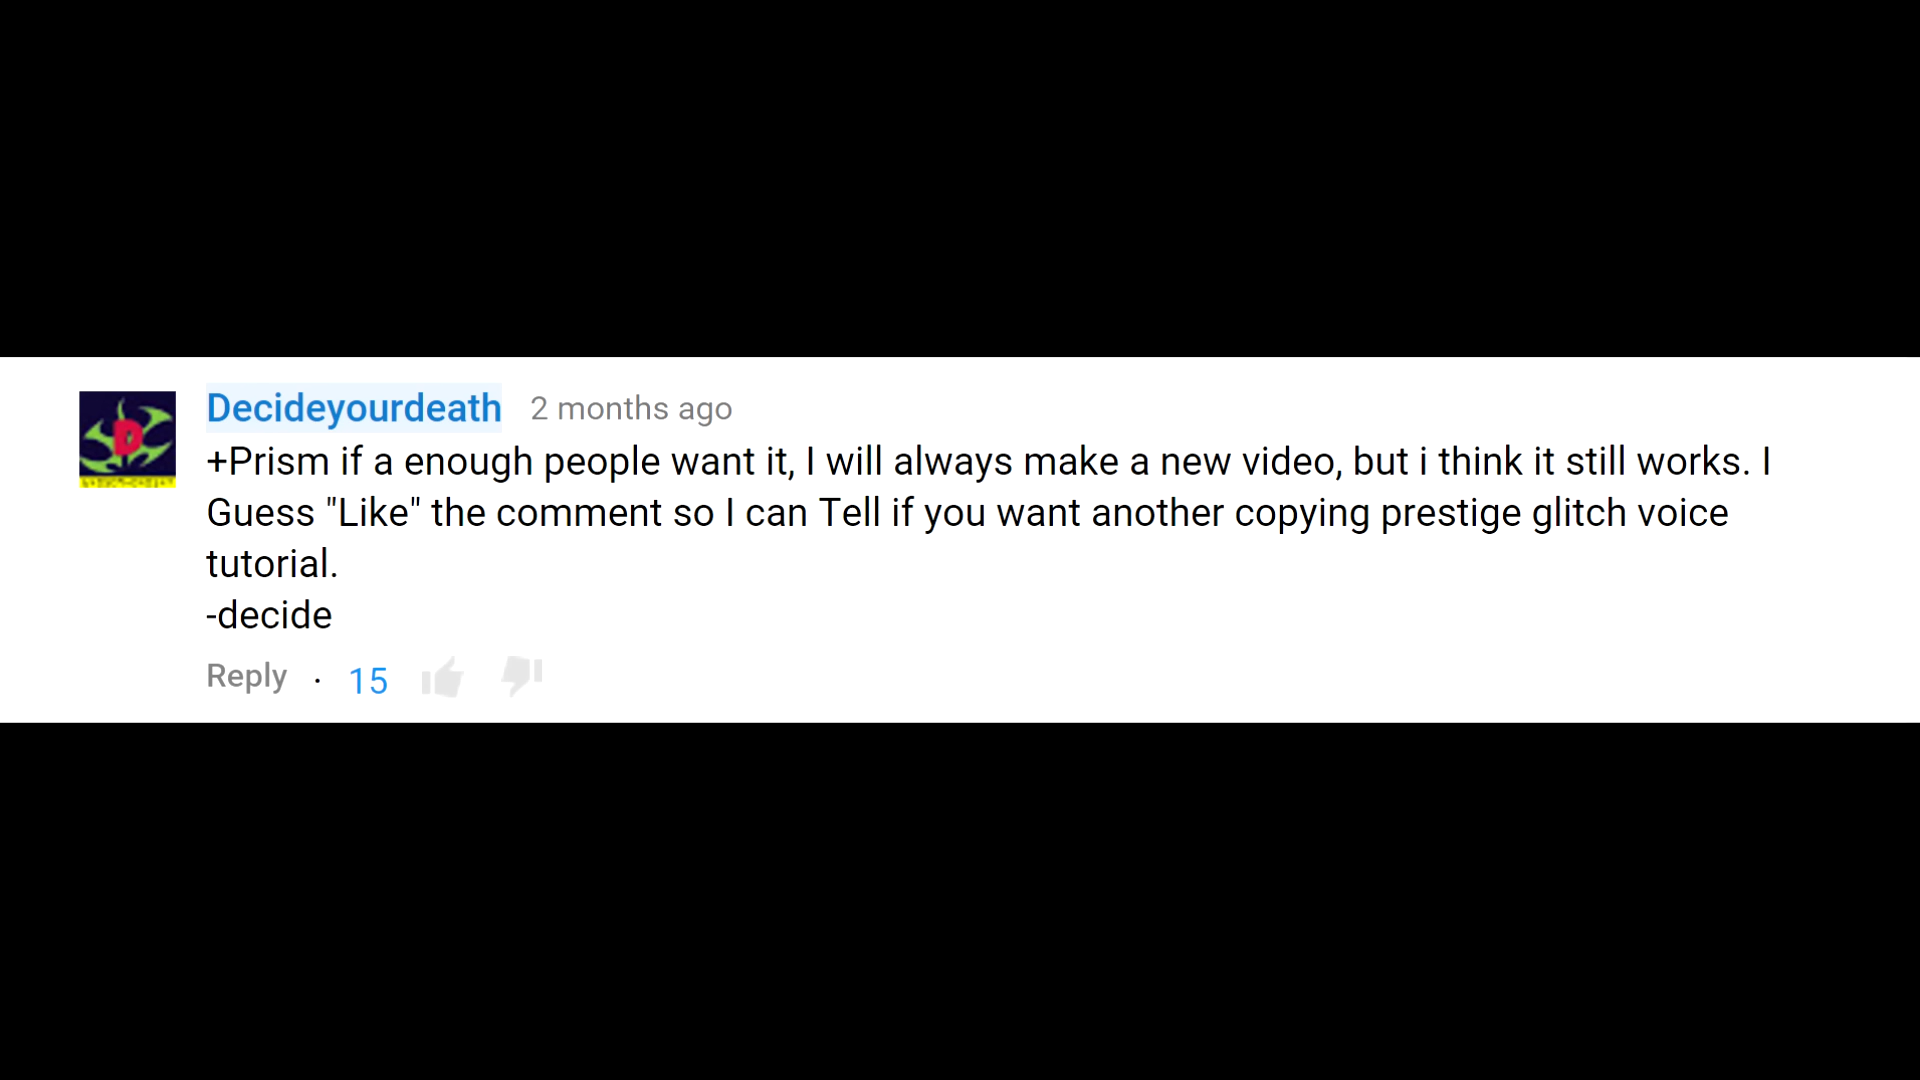 Decideyourdeath 2 months ago
+Prism if a enough people want it, I will always make a new video, but i think it still works. I
Guess "Like" the comment so I can Tell if you want another copying prestige glitch voice
tutorial.
-decide
Reply · 15
D